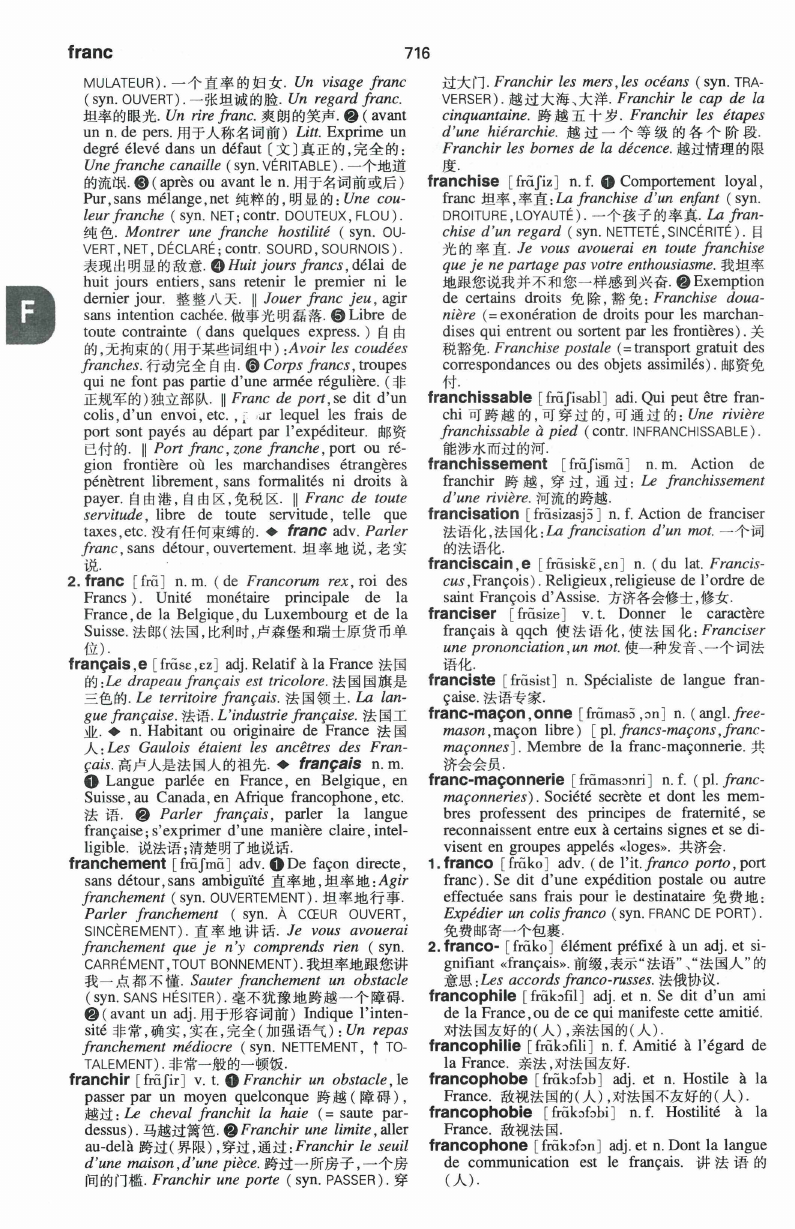 franc
716
MULATEUR). 一个直率的妇女. Un visage franc
(syn. OUVERT). 一张坦诚的脸. Un regard franc.
坦率的眼光. Un rire franc. 爽朗的笑声. ❷ ( avant
un n. de pers. 用于人称名词前) Litt. Exprime un
degré élevé dans un défaut〔文〕真正的,完全的:
Une franche canaille (syn. VÉRITABLE). 一个地道
的流氓. ❸ (après ou avant le n. 用于名词前或后)
Pur, sans mélange, net 纯粹的,明显的: Une cou-
leur franche ( syn. NET; contr. DOUTEUX, FLOU).
纯色. Montrer une franche hostilité ( syn. OU-
VERT, NET, DÉCLARÉ; contr. SOURD, SOURNOIS).
表现出明显的敌意. ❹ Huit jours francs, délai de
huit jours entiers, sans retenir le premier ni le
dernier jour. 整整八天. ‖ Jouer franc jeu, agir
sans intention cachée. 做事光明磊落. ❺ Libre de
toute contrainte ( dans quelques express. ) 自由
的,无拘束的(用于某些词组中): Avoir les coudées
franches. 行动完全自由. ❻ Corps francs, troupes
qui ne font pas partie d'une armée régulière. (非
正规军的)独立部队. ‖ Franc de port, se dit d'un
colis, d'un envoi, etc. , lequel les frais de
port sont payés au départ par l'expéditeur. 邮资
已付的. ‖ Port franc, zone franche, port ou ré-
gion frontière où les marchandises étrangères
pénètrent librement, sans formalités ni droits à
payer. 自由港,自由区,免税区. ‖ Franc de toute
servitude, libre de toute servitude, telle que
taxes, etc. 没有任何束缚的. ◆ franc adv. Parler
franc, sans détour, ouvertement. 坦率地说,老实
说.
2. franc [frɑ̃] n. m. ( de Francorum rex, roi des
Francs ). Unité monétaire principale de la
France, de la Belgique, du Luxembourg et de la
Suisse. 法郎(法国,比利时,卢森堡和瑞士原货币单
位).
français, e [frɑ̃sɛ, ɛz] adj. Relatif à la France 法国
的: Le drapeau français est tricolore. 法国国旗是
三色的. Le territoire français. 法国领土. La lan-
gue française. 法语. L'industrie française. 法国工
业. ◆ n. Habitant ou originaire de France 法国
人: Les Gaulois étaient les ancêtres des Fran-
çais. 高卢人是法国人的祖先. ◆ français n. m.
❶ Langue parlée en France, en Belgique, en
Suisse, au Canada, en Afrique francophone, etc.
法语. ❷ Parler français, parler la langue
française; s'exprimer d'une manière claire, intel-
ligible. 说法语;清楚明了地说话.
franchement [frɑ̃ʃmɑ̃] adv. ❶ De façon directe,
sans détour, sans ambiguïté 直率地,坦率地: Agir
franchement ( syn. OUVERTEMENT). 坦率地行事.
Parler franchement ( syn. À CŒUR OUVERT,
SINCÈREMENT). 直率地讲话. Je vous avouerai
franchement que je n'y comprends rien ( syn.
CARRÉMENT, TOUT BONNEMENT). 我坦率地跟您讲
我一点都不懂. Sauter franchement un obstacle
(syn. SANS HÉSITER). 毫不犹豫地跨越一个障碍.
❷ ( avant un adj. 用于形容词前) Indique l'inten-
sité 非常,确实,实在,完全(加强语气): Un repas
franchement médiocre ( syn. NETTEMENT, ↑ TO-
TALEMENT). 非常一般的一顿饭.
franchir [frɑ̃ʃir] v. t. ❶ Franchir un obstacle, le
passer par un moyen quelconque 跨越(障碍),
越过: Le cheval franchit la haie ( = saute par-
dessus). 马越过篱笆. ❷ Franchir une limite, aller
au-delà 跨过(界限),穿过,通过: Franchir le seuil
d'une maison, d'une pièce. 跨过一所房子,一个房
间的门槛. Franchir une porte ( syn. PASSER). 穿
过大门. Franchir les mers, les océans ( syn. TRA-
VERSER). 越过大海、大洋. Franchir le cap de la
cinquantaine. 跨越五十岁. Franchir les étapes
d'une hiérarchie. 越过一个等级的各个阶段.
Franchir les bornes de la décence. 越过情理的限
度.
franchise [frɑ̃ʃiz] n. f. ❶ Comportement loyal,
franc 坦率,率直: La franchise d'un enfant ( syn.
DROITURE, LOYAUTÉ). 一个孩子的率真. La fran-
chise d'un regard ( syn. NETTETÉ, SINCÉRITÉ). 目
光的率直. Je vous avouerai en toute franchise
que je ne partage pas votre enthousiasme. 我坦率
地跟您说我并不和您一样感到兴奋. ❷ Exemption
de certains droits 免除,豁免: Franchise doua-
nière (= exonération de droits pour les marchan-
dises qui entrent ou sortent par les frontières). 关
税豁免. Franchise postale (= transport gratuit des
correspondances ou des objets assimilés). 邮资免
付.
franchissable [frɑ̃ʃisabl] adi. Qui peut être fran-
chi 可跨越的,可穿过的,可通过的: Une rivière
franchissable à pied ( contr. INFRANCHISSABLE).
能涉水而过的河.
franchissement [frɑ̃ʃismɑ̃] n. m. Action de
franchir 跨越,穿过,通过: Le franchissement
d'une rivière. 河流的跨越.
francisation [frɑ̃sizasjɔ̃] n. f. Action de franciser
法语化,法国化: La francisation d'un mot. 一个词
的法语化.
franciscain, e [frɑ̃siskɛ̃, ɛn] n. ( du lat. Francis-
cus, François). Religieux, religieuse de l'ordre de
saint François d'Assise. 方济各会修士,修女.
franciser [frɑ̃size] v. t. Donner le caractère
français à qqch 使法语化,使法国化: Franciser
une prononciation, un mot. 使一种发音、一个词法
语化.
franciste [frɑ̃sist] n. Spécialiste de langue fran-
çaise. 法语专家.
franc-maçon, onne [frɑ̃masɔ̃, ɔn] n. ( angl. free-
mason, maçon libre) [ pl. francs-maçons, franc-
maçonnes]. Membre de la franc-maçonnerie. 共
济会会员.
franc-maçonnerie [frɑ̃masɔnri] n. f. ( pl. franc-
maçonneries). Société secrète et dont les mem-
bres professent des principes de fraternité, se
reconnaissent entre eux à certains signes et se di-
visent en groupes appelés «loges». 共济会.
1. franco [frɑ̃ko] adv. ( de l'it. franco porto, port
franc). Se dit d'une expédition postale ou autre
effectuée sans frais pour le destinataire 免费地:
Expédier un colis franco ( syn. FRANC DE PORT).
免费邮寄一个包裹.
2. franco- [frɑ̃ko] élément préfixé à un adj. et si-
gnifiant «français». 前缀,表示“法语”、“法国人”的
意思: Les accords franco-russes. 法俄协议.
francophile [frɑ̃kɔfil] adj. et n. Se dit d'un ami
de la France, ou de ce qui manifeste cette amitié.
对法国友好的(人),亲法国的(人).
francophilie [frɑ̃kɔfili] n. f. Amitié à l'égard de
la France. 亲法,对法国友好.
francophobe [frɑ̃kɔfɔb] adj. et n. Hostile à la
France. 敌视法国的(人),对法国不友好的(人).
francophobie [frɑ̃kɔfɔbi] n. f. Hostilité à la
France. 敌视法国.
francophone [frɑ̃kɔfɔn] adj. et n. Dont la langue
de communication est le français. 讲法语的
(人).
F